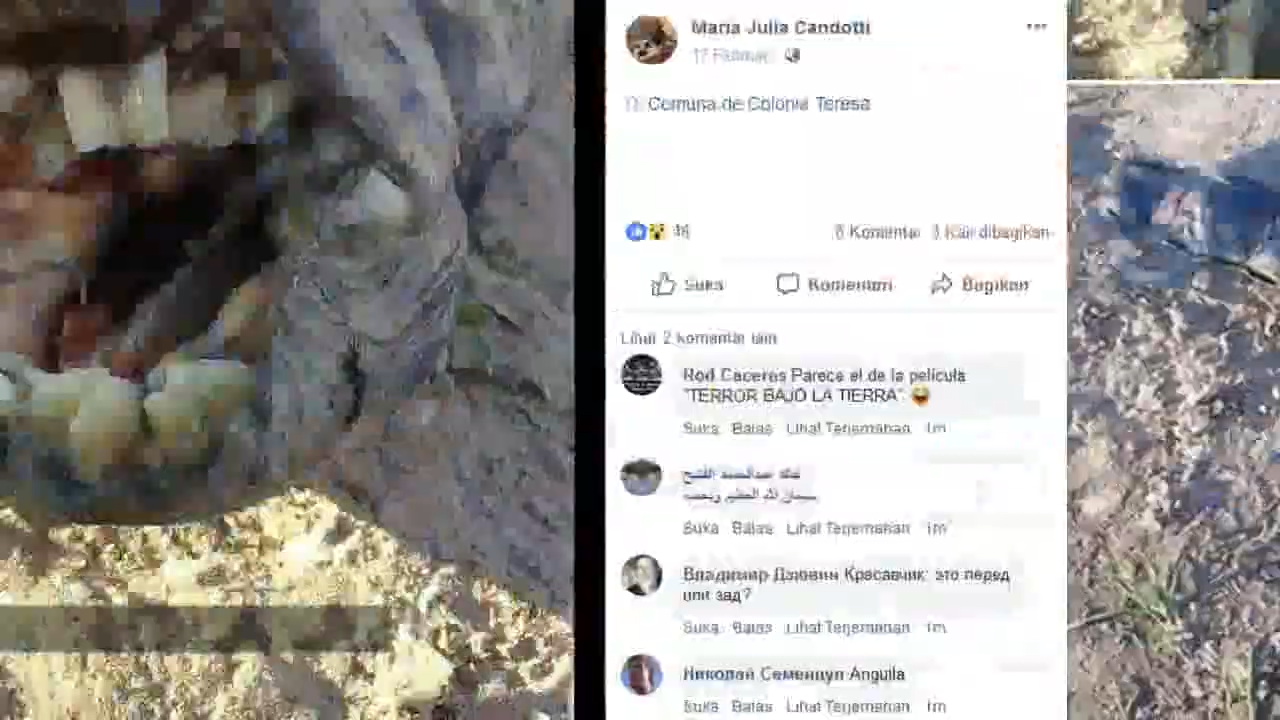 Maria Julia Candotti
17 Februari
Comuna de Colonia Teresa
46
8 Komentar 3 Kali dibagikan
Suka Komentari Bagikan
Lihat 2 komentar lain
Rod Caceres Parece el de la pelicula
"TERROR BAJO LA TIERRA".
Suka Balas Lihat Terjemahan 1m
Suka Balas Lihat Terjemahan 1m
Владимир Дзювин Красавчик: это перед
или зад?
Suka Balas Lihat Terjemahan 1m
Николай Семенцул Anguila
Suka Balas Lihat Terjemahan 1m